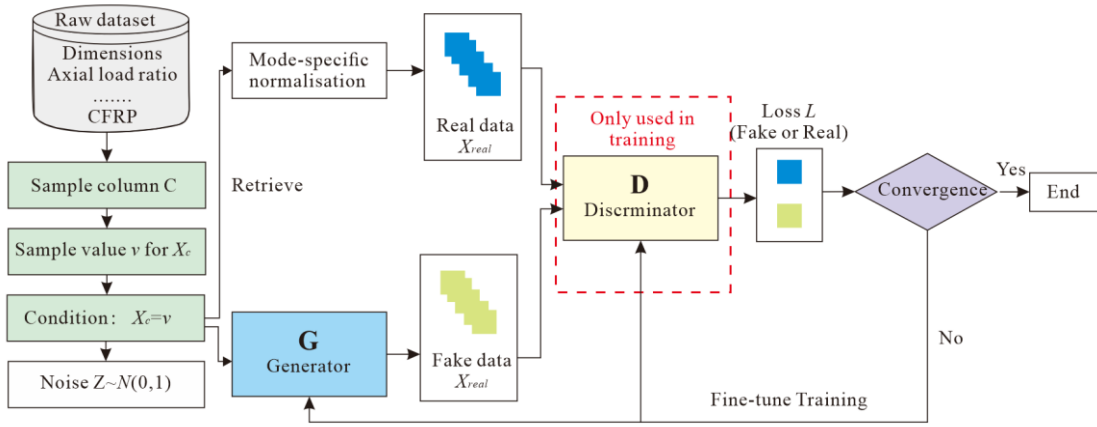 Raw dataset
Dimensions
Axial load ratio
.......
CFRP
Sample column C
Sample value v for Xc
Condition: Xc=v
Noise Z~N(0,1)
Retrieve
Mode-specific
normalisation
Real data
Xreal
G
Generator
Fake data
Xreal
Only used in
training
D
Discrminator
Loss L
(Fake or Real)
Convergence
Yes
End
No
Fine-tune Training